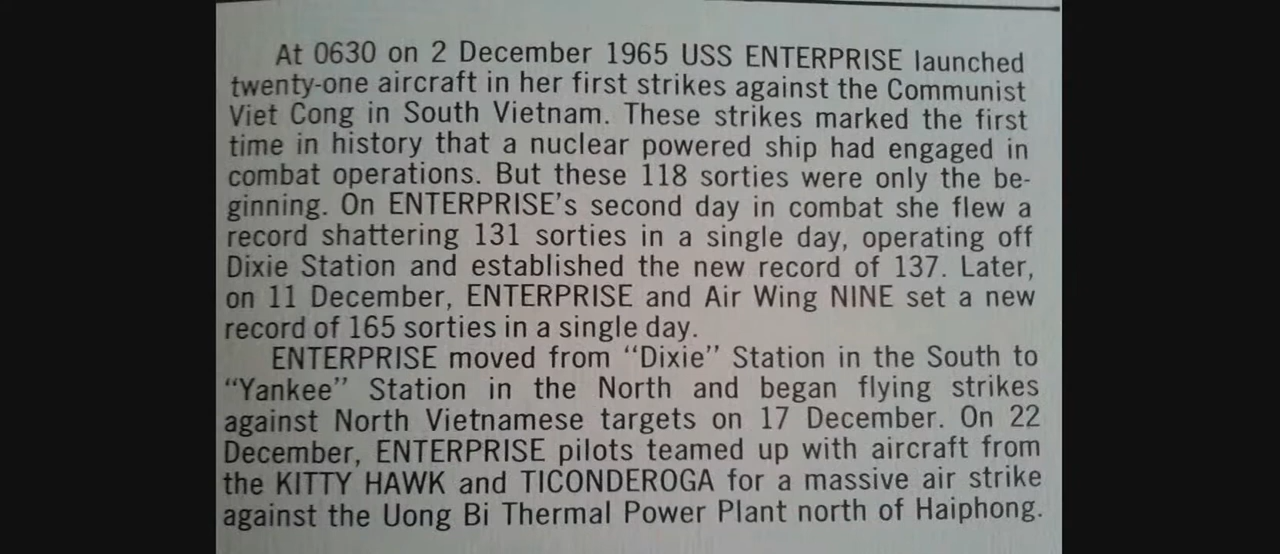 At 0630 on 2 December 1965 USS ENTERPRISE launched
twenty-one aircraft in her first strikes against the Communist
Viet Cong in South Vietnam. These strikes marked the first
time in history that a nuclear powered ship had engaged in
combat operations. But these 118 sorties were only the be-
ginning. On ENTERPRISE's second day in combat she flew a
record shattering 131 sorties in a single day, operating off
Dixie Station and established the new record of 137. Later,
on 11 December, ENTERPRISE and Air Wing NINE set a new
record of 165 sorties in a single day.
ENTERPRISE moved from “Dixie” Station in the South to
“Yankee” Station in the North and began flying strikes
against North Vietnamese targets on 17 December. On 22
December, ENTERPRISE pilots teamed up with aircraft from
the KITTY HAWK and TICONDEROGA for a massive air strike
against the Uong Bi Thermal Power Plant north of Haiphong.